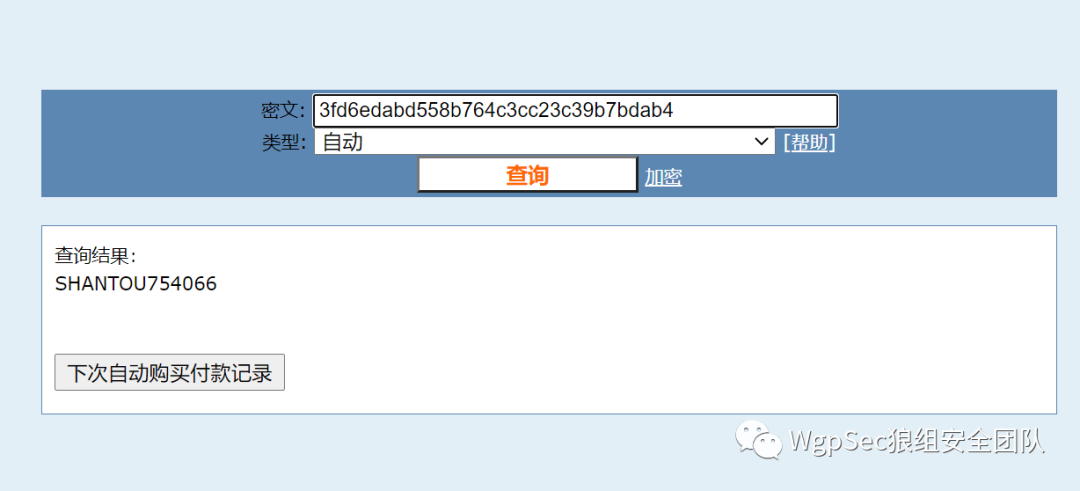 密文: 3fd6edabd558b764c3cc23c39b7bdab4
类型: 自动 [帮助]
查询 加密
查询结果:
SHANTOU754066
下次自动购买付款记录
WgpSec狼组安全团队